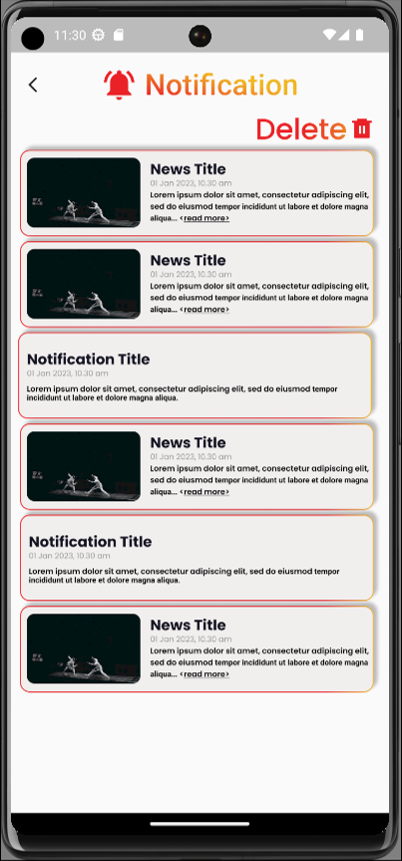 11:30
Notification
Delete
News Title
01 Jan 2023, 10.30 am
Lorem ipsum dolor sit amet, consectetur adipiscing elit,
sed do eiusmod tempor incididunt ut labore et dolore magna
aliqua... <read more>
News Title
01 Jan 2023, 10.30 am
Lorem ipsum dolor sit amet, consectetur adipiscing elit,
sed do eiusmod tempor incididunt ut labore et dolore magna
aliqua... <read more>
Notification Title
01 Jan 2023, 10.30 am
Lorem ipsum dolor sit amet, consectetur adipiscing elit, sed do eiusmod tempor
incididunt ut labore et dolore magna aliqua.
News Title
01 Jan 2023, 10.30 am
Lorem ipsum dolor sit amet, consectetur adipiscing elit,
sed do eiusmod tempor incididunt ut labore et dolore magna
aliqua... <read more>
Notification Title
01 Jan 2023, 10.30 am
Lorem ipsum dolor sit amet, consectetur adipiscing elit, sed do eiusmod tempor
incididunt ut labore et dolore magna aliqua.
News Title
01 Jan 2023, 10.30 am
Lorem ipsum dolor sit amet, consectetur adipiscing elit,
sed do eiusmod tempor incididunt ut labore et dolore magna
aliqua... <read more>